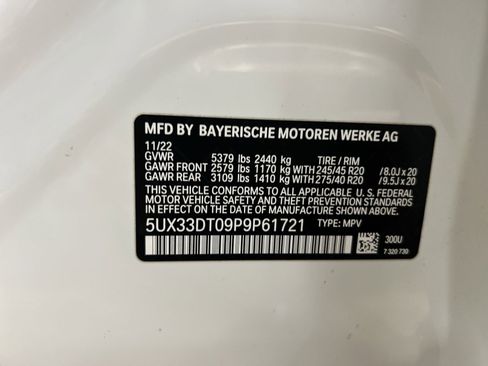 MFD BY BAYERISCHE MOTOREN WERKE AG
11/22
GVWR 5379 lbs 2440 kg TIRE / RIM
GAWR FRONT 2579 lbs 1170 kg 245/45 R20 /8.0J x 20
GAWR REAR 3109 lbs 1410 kg 275/40 R20 /9.5J x 20
THIS VEHICLE CONFORMS TO ALL APPLICABLE U. S. FEDERAL
MOTOR VEHICLE SAFETY AND THEFT PREVENTION STANDARDS
IN EFFECT ON THE DATE OF MANUFACTURE SHOWN ABOVE.
5UX33DT09P9P61721 TYPE: MPV
300U
7 320 730